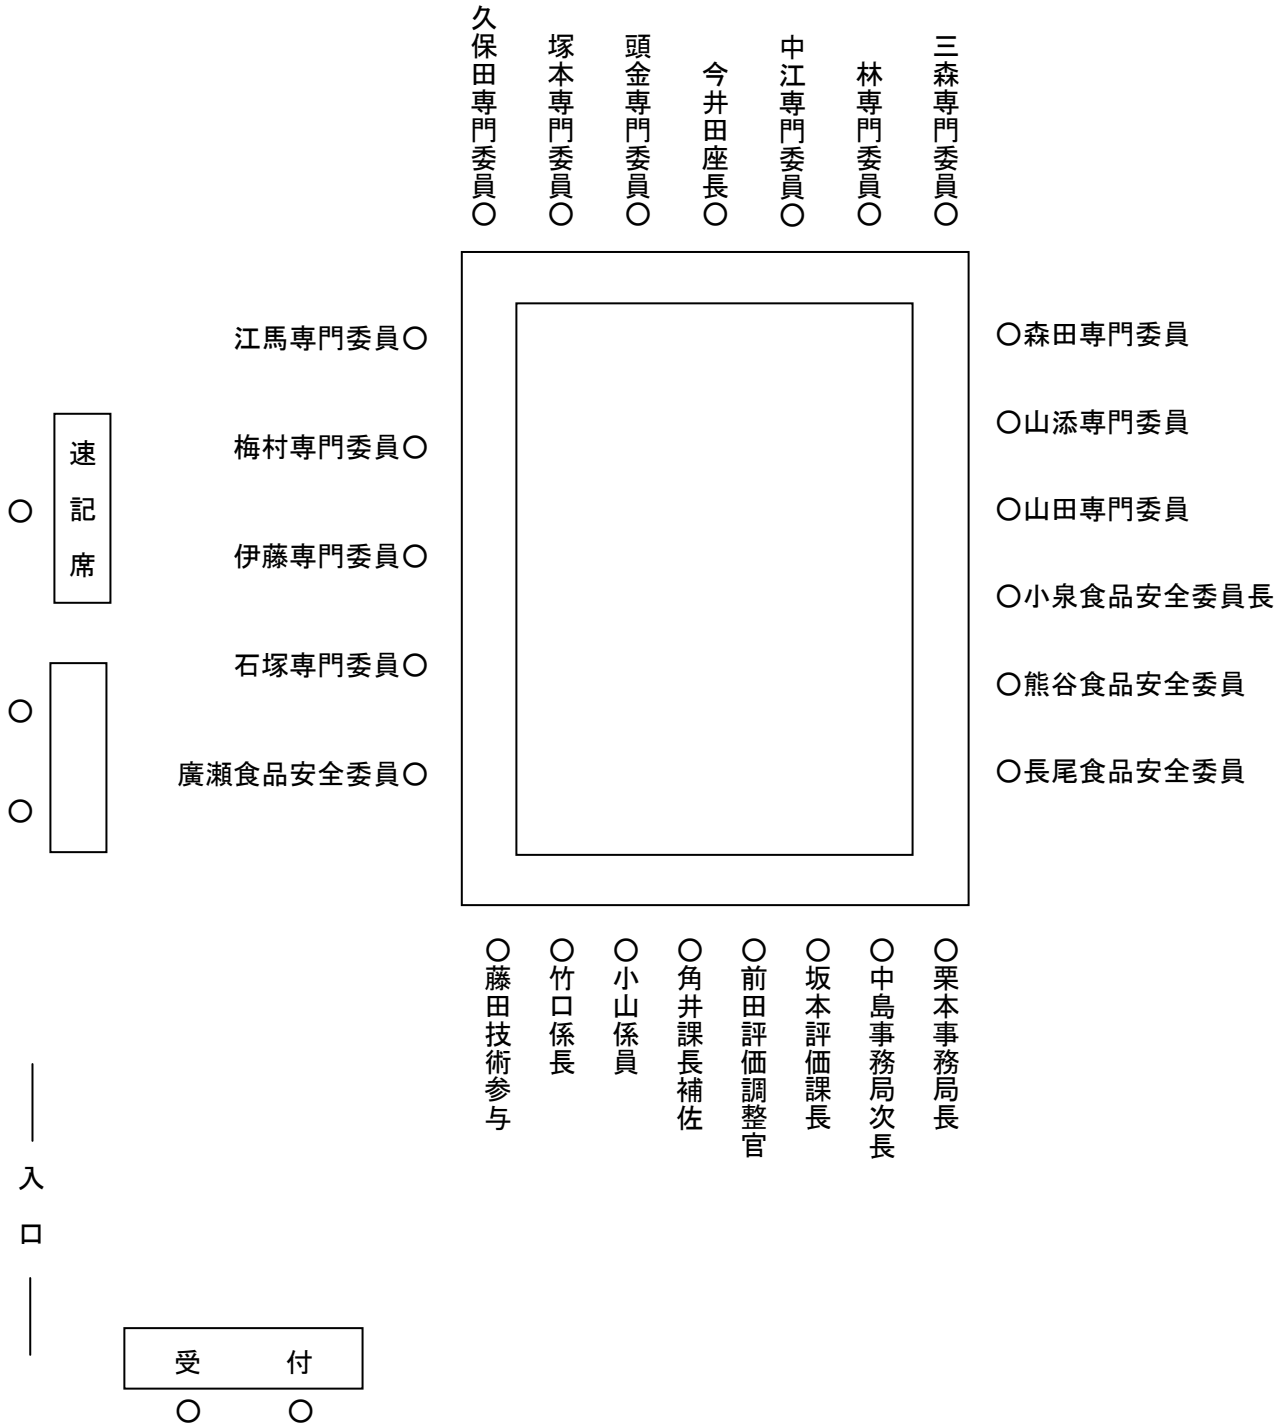 久保田専門委員○
塚本専門委員○
頭金専門委員○
今井田座長○
中江専門委員○
林専門委員○
三森専門委員○
江馬専門委員○
梅村専門委員○
伊藤専門委員○
石塚専門委員○
廣瀬食品安全委員○
○森田専門委員
○山添専門委員
○山田専門委員
○小泉食品安全委員長
○熊谷食品安全委員
○長尾食品安全委員
速記席
○藤田技術参与
○竹口係長
○小山係員
○角井課長補佐
○前田評価調整官
○坂本評価課長
○中島事務局次長
○栗本事務局長
入口
受付